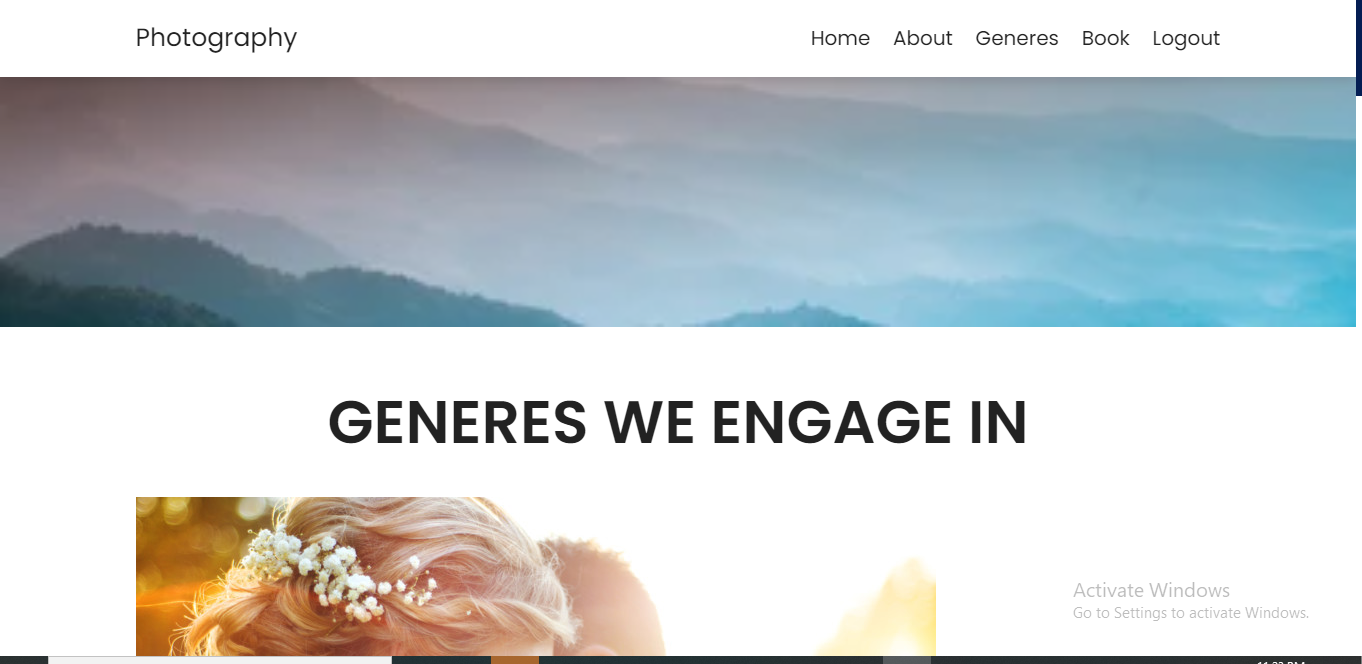 Photography
Home About Generes Book Logout
GENERES WE ENGAGE IN
Activate Windows
Go to Settings to activate Windows.